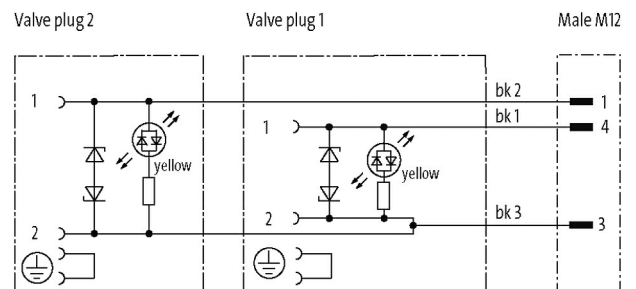 Valve plug 2 Valve plug 1 Male M12
1 bk 2 1
1 bk 1 4
yellow yellow
2 bk 3 3
2